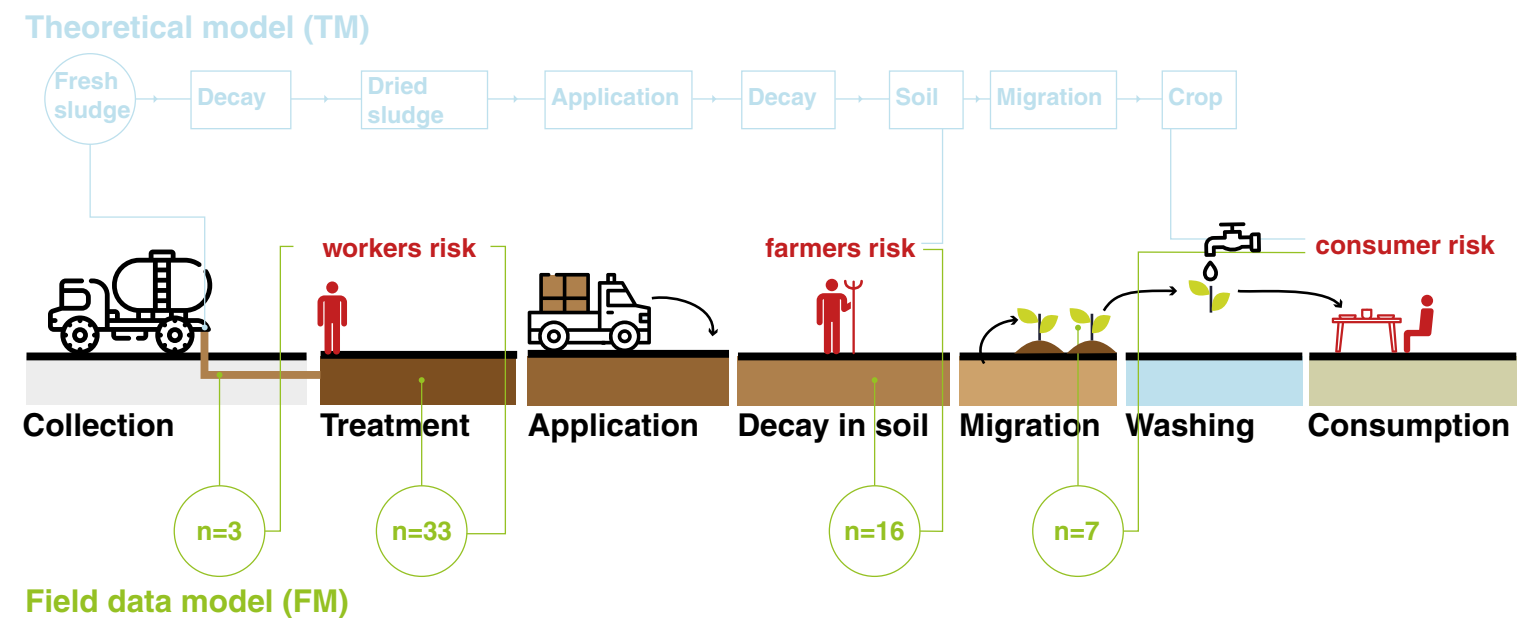 Theoretical model (TM)
Fresh
sludge
Decay
Dried
sludge
Application
Decay
Soil
Migration
Crop
workers risk
farmers risk
consumer risk
Collection
Treatment
Application
Decay in soil
Migration
Washing
Consumption
n=3
n=33
n=16
n=7
Field data model (FM)